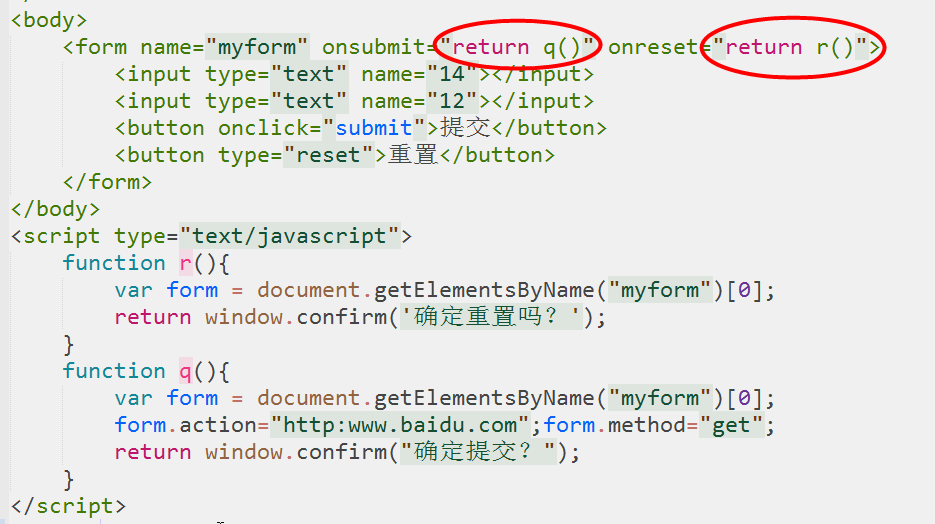 <body>
<form name="myform" onsubmit="return q()" onreset="return r()">
<input type="text" name="14"></input>
<input type="text" name="12"></input>
<button onclick="submit">提交</button>
<button type="reset">重置</button>
</form>
</body>
<script type="text/javascript">
function r(){
var form = document.getElementsByName("myform")[0];
return window.confirm('确定重置吗？');
}
function q(){
var form = document.getElementsByName("myform")[0];
form.action="http:www.baidu.com";form.method="get";
return window.confirm("确定提交？");
}
</script>